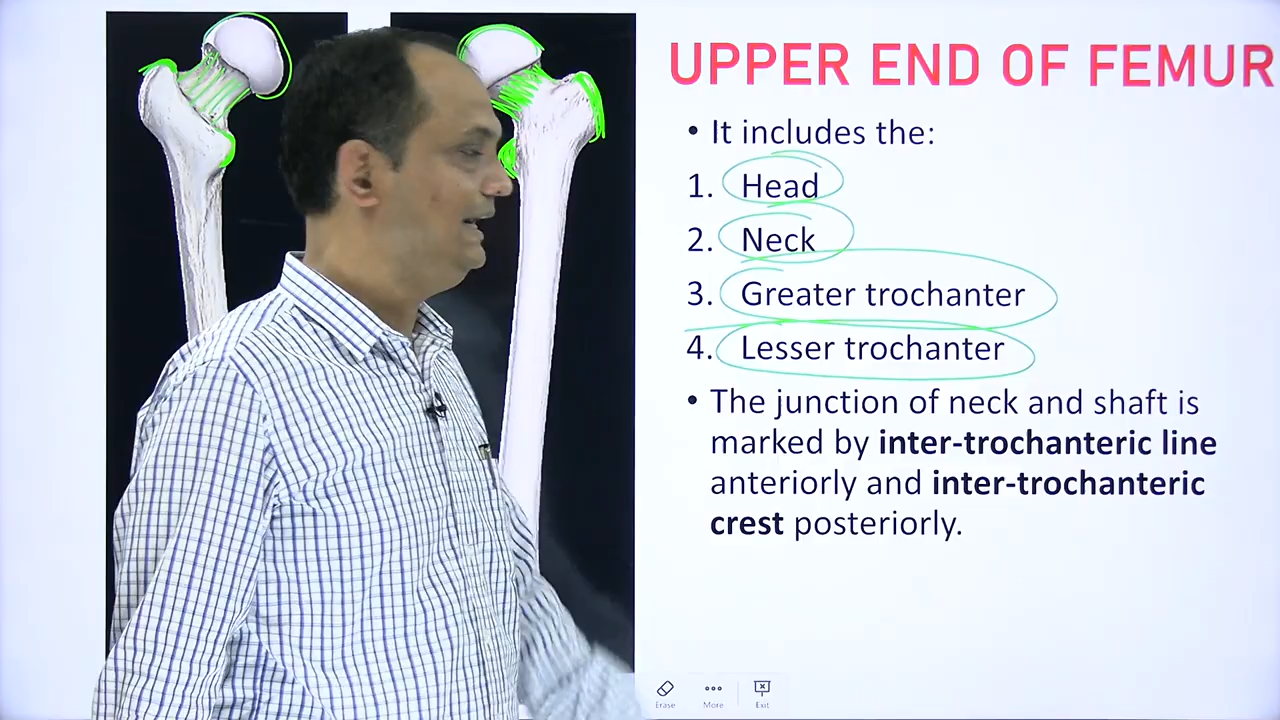 UPPER END OF FEMUR
• It includes the:
1. Head
2. Neck
3. Greater trochanter
4. Lesser trochanter
• The junction of neck and shaft is
marked by inter-trochanteric line
anteriorly and inter-trochanteric
crest posteriorly.
Erase
More
Exit